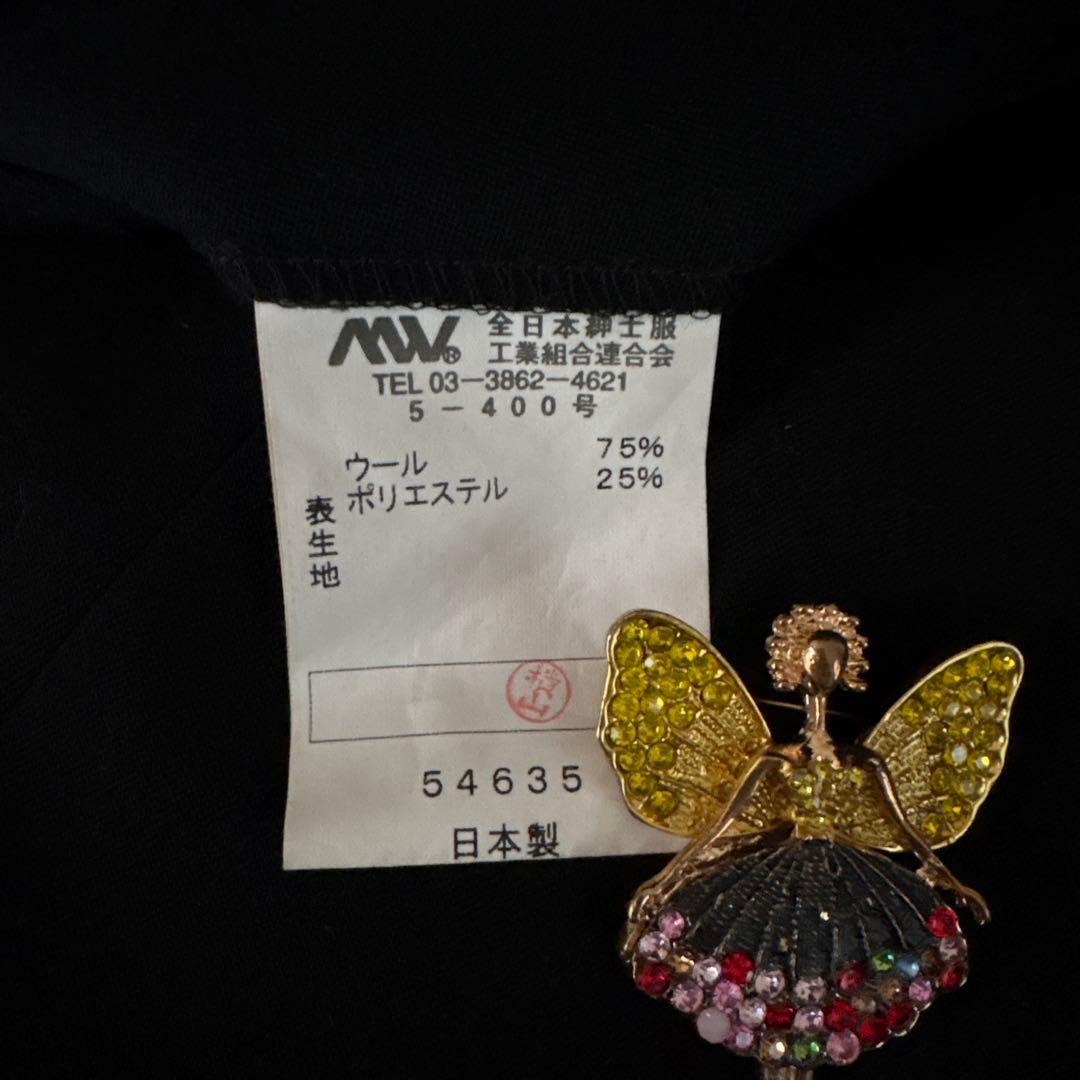 MW® 全日本紳士服
工業組合連合会
TEL 03-3862-4621
5-400号
ウール 75%
ポリエステル 25%
表生地
54635
日本製